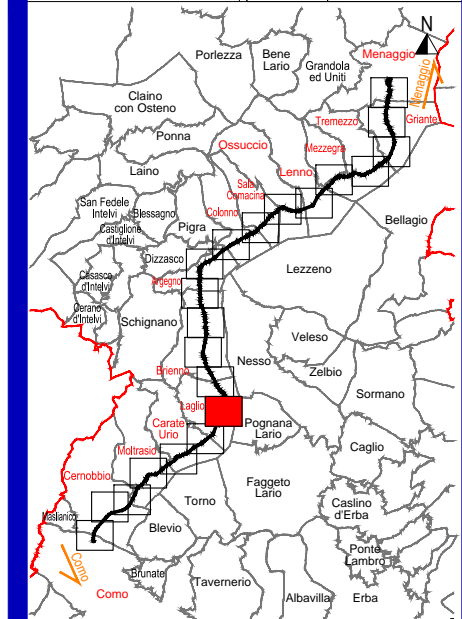 N
Menaggio
Porlezza
Bene
Lario
Grandola
ed Uniti
Menaggio
Claino
con Osteno
Tremezzo
Griante
Ponna
Ossuccio
Mezzegra
Laino
Lenno
Sala
Comacina
San Fedele
Intelvi
Blessagno
Colonno
Bellagio
Castiglione
d'Intelvi
Pigra
Dizzasco
Lezzeno
Casasco
d'Intelvi
Argegno
Cerano
d'Intelvi
Schignano
Veleso
Nesso
Zelbio
Brienno
Sormano
Laglio
Carate
Urio
Pognana
Lario
Caglio
Moltrasio
Cernobbio
Faggeto
Lario
Torno
Caslino
d'Erba
Maslianico
Blevio
Ponte
Lambro
Como
Brunate
Tavernerio
Como
Albavilla
Erba